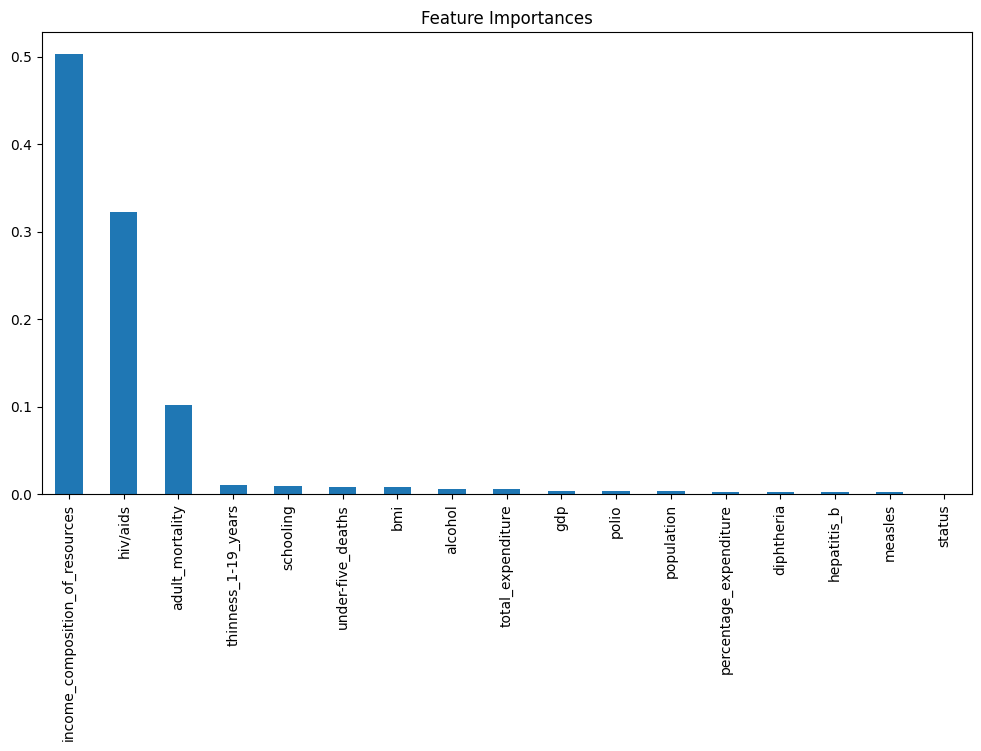 Feature Importances
0.5
0.4
0.3
0.2
0.1
0.0
income_composition_of_resources
hiv/aids
adult_mortality
thinness_1-19_years
schooling
under-five_deaths
bmi
alcohol
total_expenditure
gdp
polio
population
percentage_expenditure
diphtheria
hepatitis_b
measles
status